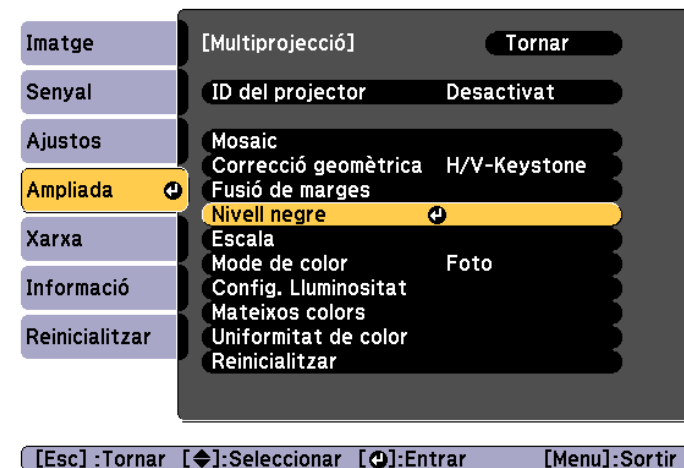 Imatge
Senyal
Ajustos
Ampliada
Xarxa
Informació
Reinicialitzar
[Multiprojecció] Tornar
ID del projector Desactivat
Mosaic
Correcció geomètrica H/V-Keystone
Fusió de marges
Nivell negre
Escala
Mode de color Foto
Config. Lluminositat
Mateixos colors
Uniformitat de color
Reinicialitzar
[Esc] :Tornar []:Seleccionar []:Entrar [Menu]:Sortir